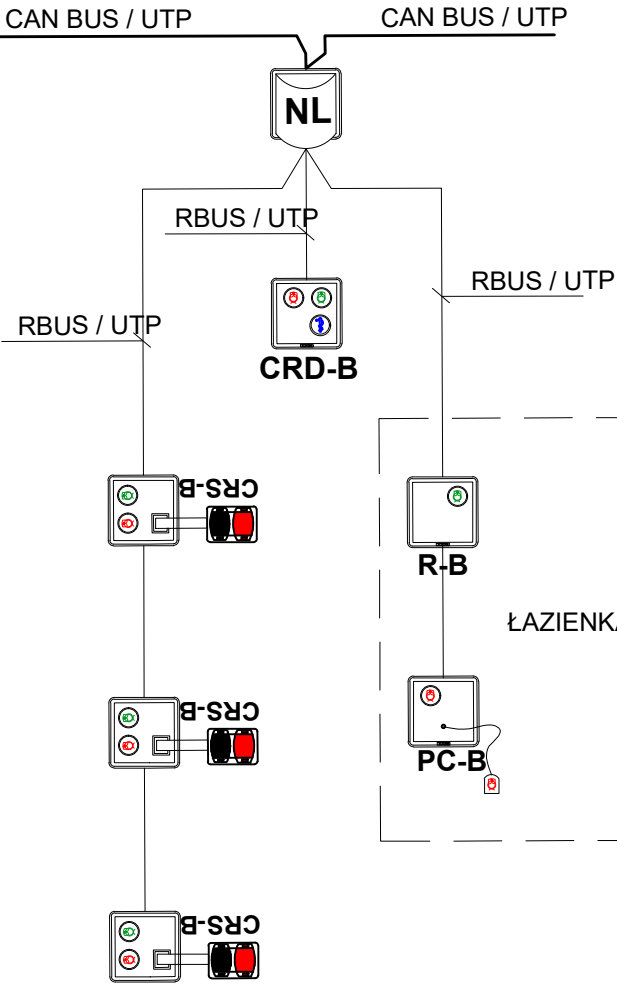 CAN BUS / UTP
CAN BUS / UTP
NL
RBUS / UTP
RBUS / UTP
RBUS / UTP
CRD-B
CRS-B
R-B
ŁAZIENKA
CRS-B
PC-B
CRS-B